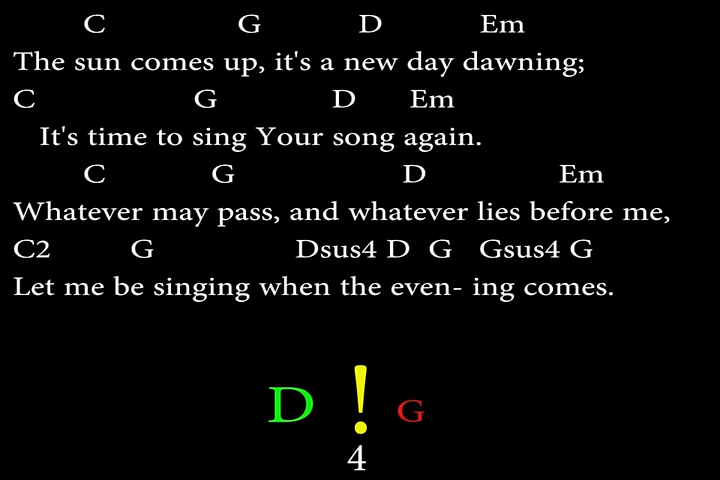 C G D Em
The sun comes up, it's a new day dawning;
C G D Em
It's time to sing Your song again.
C G D Em
Whatever may pass, and whatever lies before me,
C2 G Dsus4 D G Gsus4 G
Let me be singing when the even- ing comes.
D ! G
4